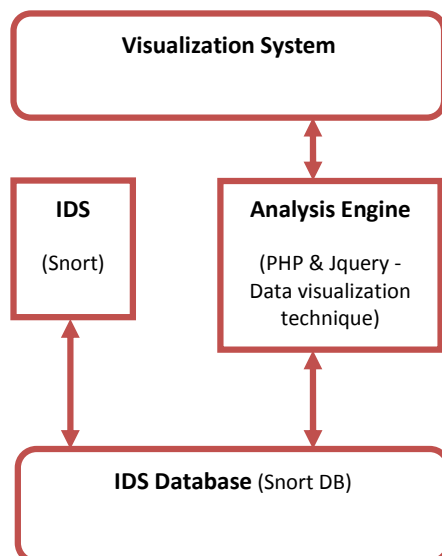 Visualization System
IDS
(Snort)
Analysis Engine
(PHP & Jquery -
Data visualization
technique)
IDS Database (Snort DB)